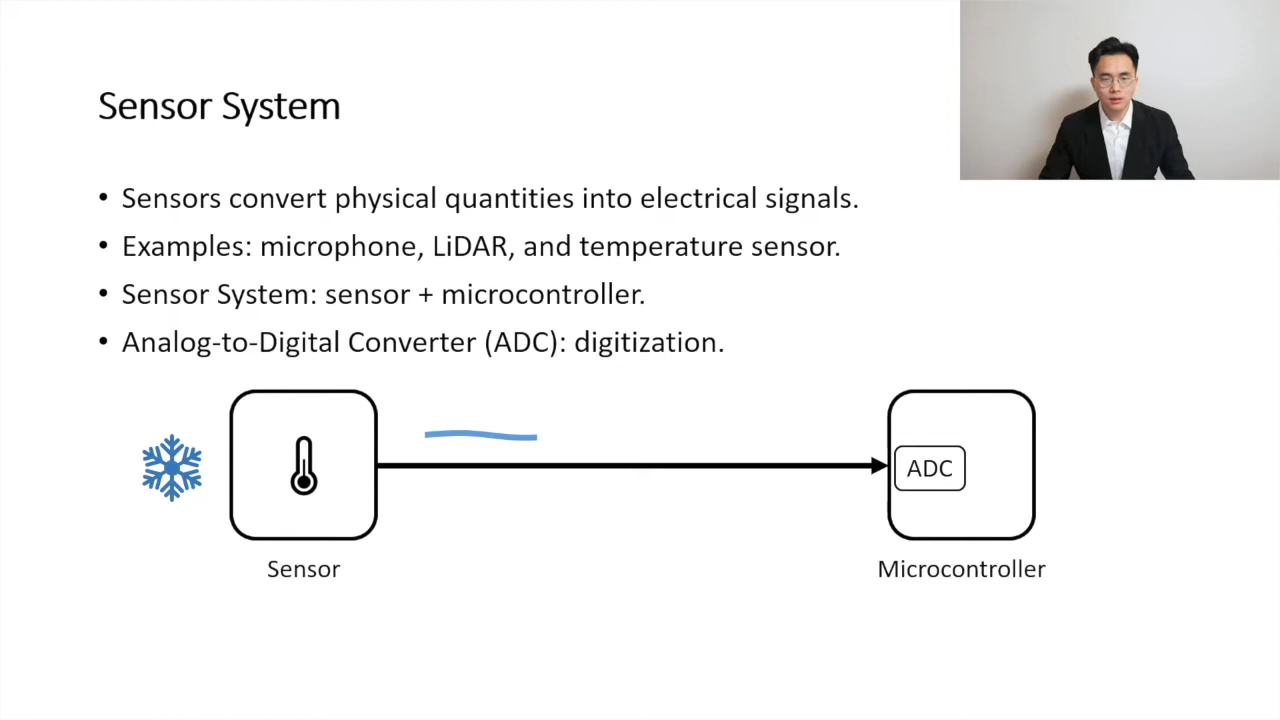 Sensor System
• Sensors convert physical quantities into electrical signals.
• Examples: microphone, LiDAR, and temperature sensor.
• Sensor System: sensor + microcontroller.
• Analog-to-Digital Converter (ADC): digitization.
ADC
Sensor
Microcontroller